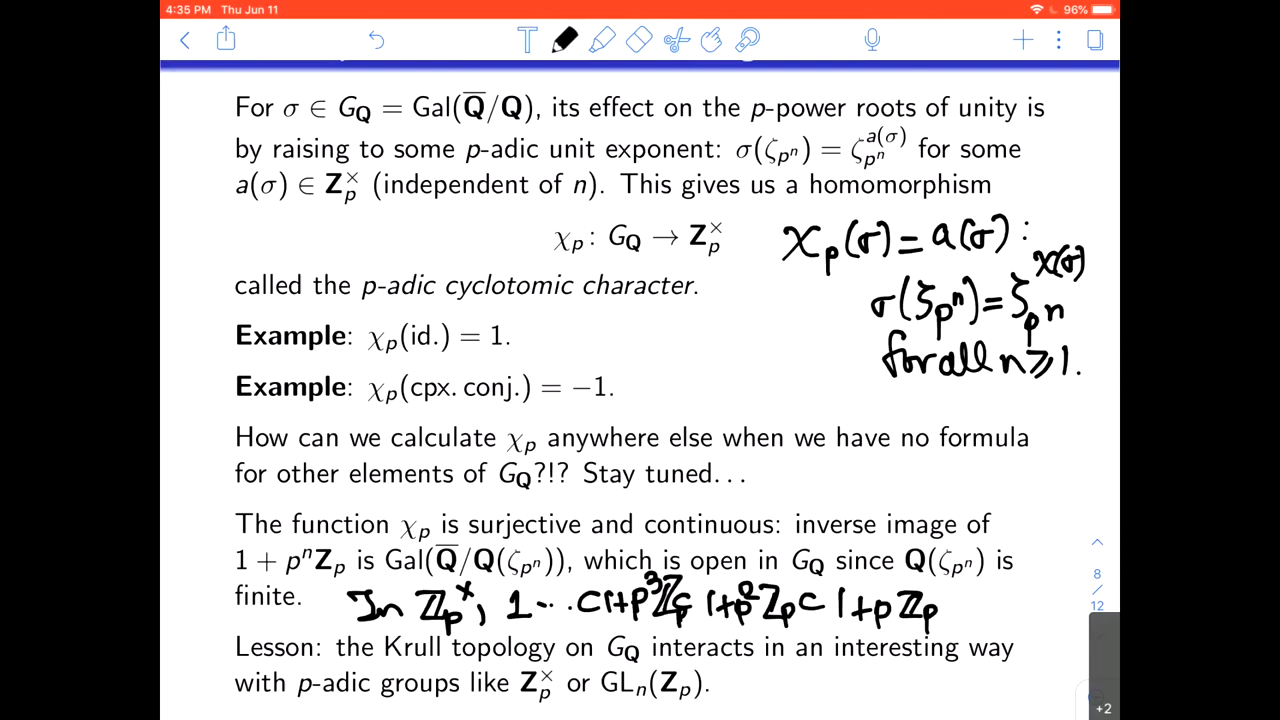 4:35 PM Thu Jun 11 96%
For σ ∈ G_Q = Gal(Q̅/Q), its effect on the p-power roots of unity is
by raising to some p-adic unit exponent: σ(ζ_{p^n}) = ζ_{p^n}^{a(σ)} for some
a(σ) ∈ Z_p^× (independent of n). This gives us a homomorphism
χ_p: G_Q → Z_p^×
χ_p(σ) = a(σ):
σ(ζ_{p^n}) = ζ_{p^n}^{χ(σ)}
for all n ≥ 1.
called the p-adic cyclotomic character.
Example: χ_p(id.) = 1.
Example: χ_p(cpx. conj.) = −1.
How can we calculate χ_p anywhere else when we have no formula
for other elements of G_Q?!? Stay tuned...
The function χ_p is surjective and continuous: inverse image of
1 + p^n Z_p is Gal(Q̅/Q(ζ_{p^n})), which is open in G_Q since Q(ζ_{p^n}) is
finite.
In ℤ_p^×, 1 ... ⊂ 1+p^3ℤ_p 1+p^2ℤ_p ⊂ 1+pℤ_p
Lesson: the Krull topology on G_Q interacts in an interesting way
with p-adic groups like Z_p^× or GL_n(Z_p).
8
12
+2